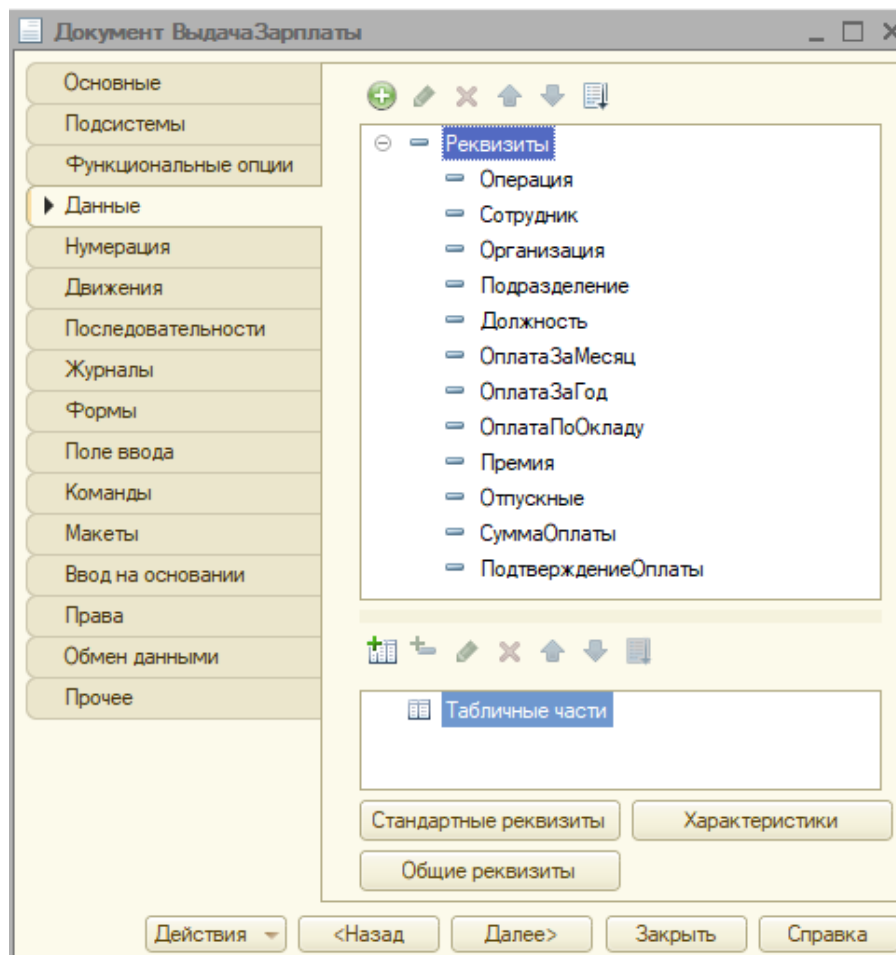 Документ ВыдачаЗарплаты
Основные
Подсистемы
Функциональные опции
Данные
Нумерация
Движения
Последовательности
Журналы
Формы
Поле ввода
Команды
Макеты
Ввод на основании
Права
Обмен данными
Прочее
Реквизиты
Операция
Сотрудник
Организация
Подразделение
Должность
ОплатаЗаМесяц
ОплатаЗаГод
ОплатаПоОкладу
Премия
Отпускные
СуммаОплаты
ПодтверждениеОплаты
Табличные части
Стандартные реквизиты
Характеристики
Общие реквизиты
Действия
<Назад
Далее>
Закрыть
Справка